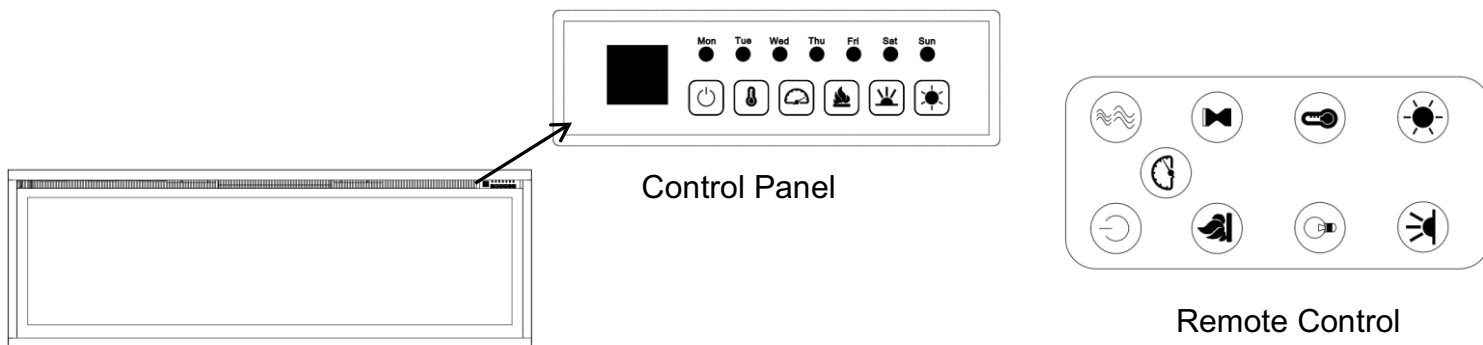 Mon Tue Wed Thu Fri Sat Sun
Control Panel
Remote Control